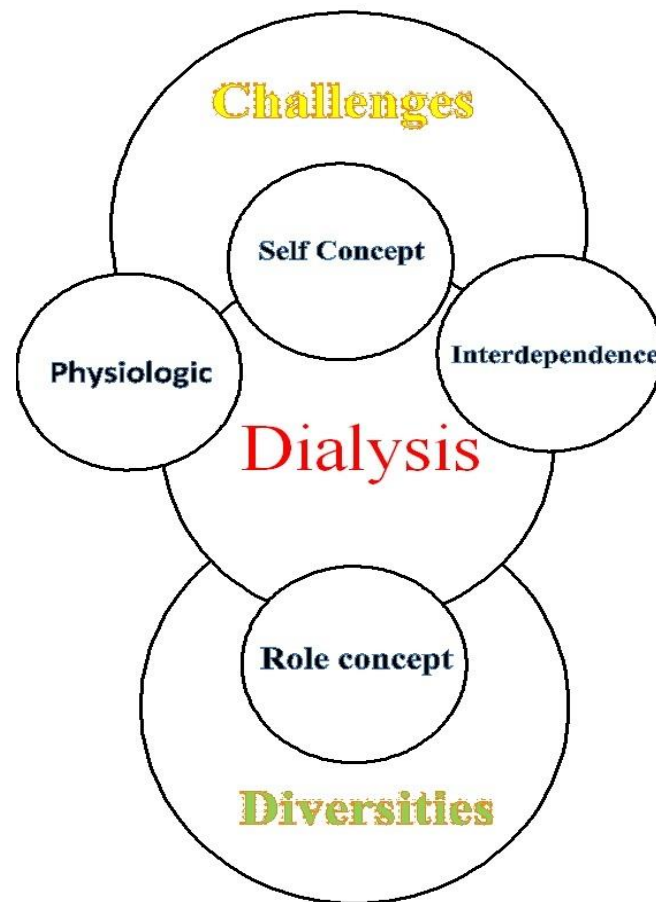 Challenges
Self Concept
Physiologic
Interdependence
Dialysis
Role concept
Diversities